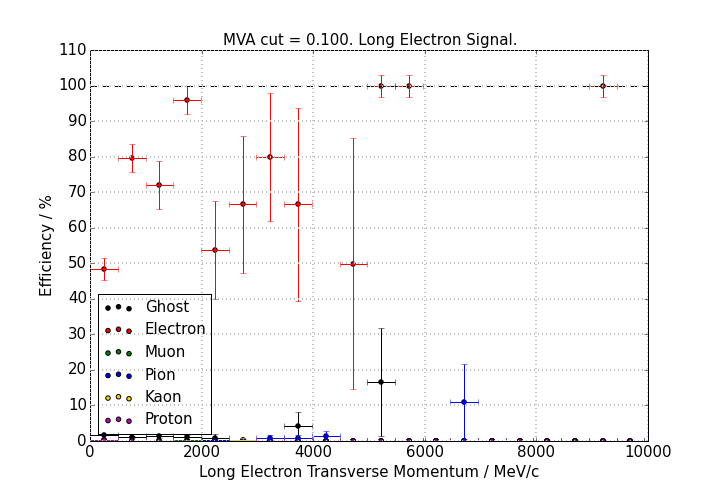 MVA cut = 0.100. Long Electron Signal.
110
100
90
80
70
60
50
40
30
20
10
0
Efficiency / %
Ghost
Electron
Muon
Pion
Kaon
Proton
0 2000 4000 6000 8000 10000
Long Electron Transverse Momentum / MeV/c